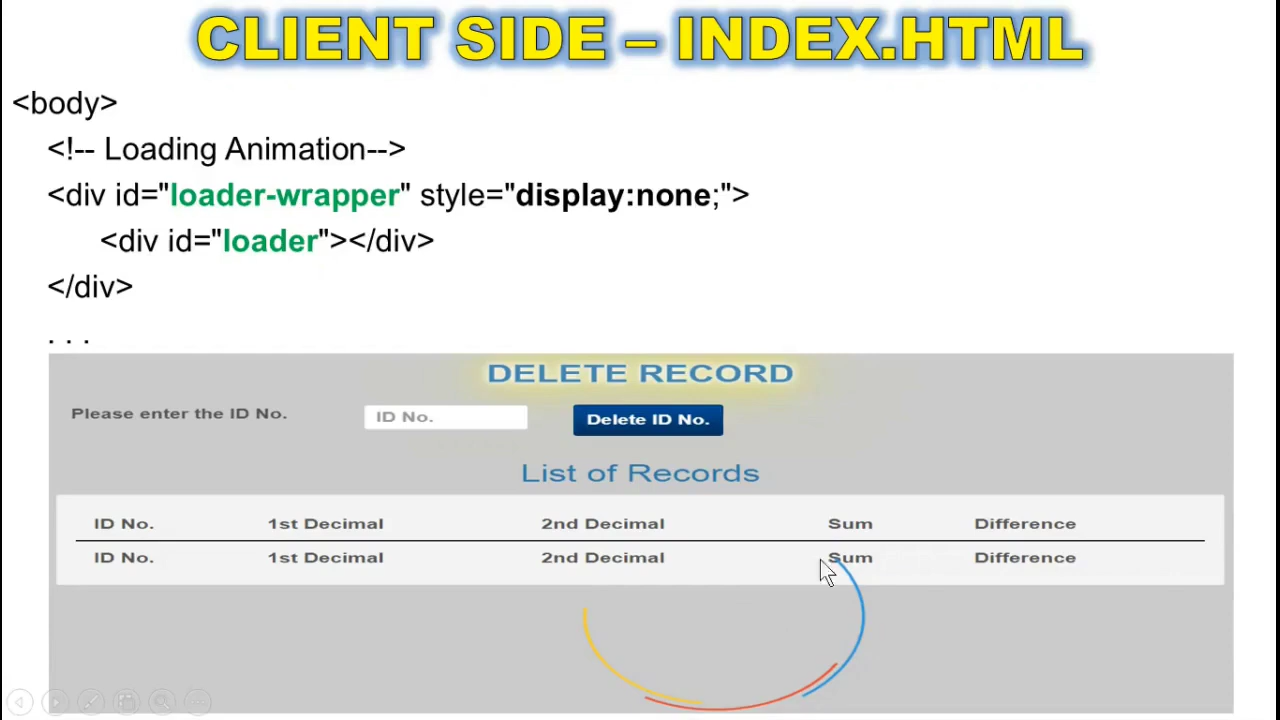 CLIENT SIDE – INDEX.HTML
<body>
<!-- Loading Animation-->
<div id="loader-wrapper" style="display:none;">
<div id="loader"></div>
</div>
. . .
DELETE RECORD
Please enter the ID No. ID No. Delete ID No.
List of Records
ID No. 1st Decimal 2nd Decimal Sum Difference
ID No. 1st Decimal 2nd Decimal Sum Difference